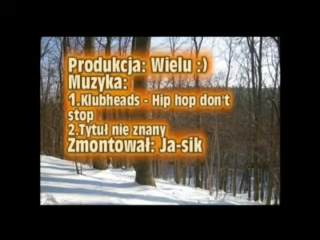 Produkcja: Wielu :)
Muzyka:
1.Klubheads - Hip hop don't
stop
2.Tytuł nie znany
Zmontował: Ja-sik